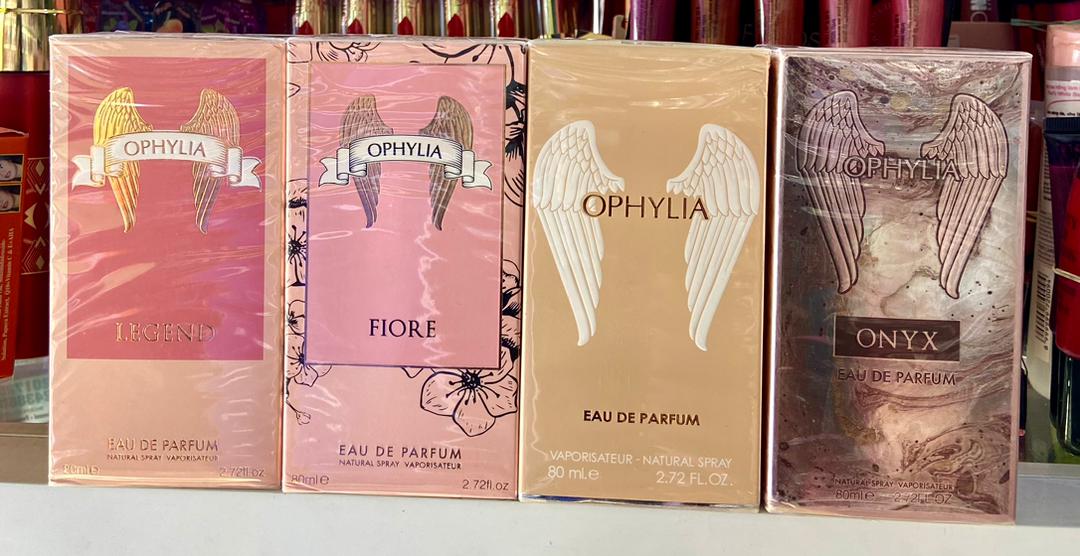 OPHYLIA
LEGEND
EAU DE PARFUM
NATURAL SPRAY VAPORISATEUR
80ml e
2.72fl.oz
OPHYLIA
FIORE
EAU DE PARFUM
NATURAL SPRAY VAPORISATEUR
80ml e
2.72fl.oz
OPHYLIA
EAU DE PARFUM
VAPORISATEUR - NATURAL SPRAY
80 ml.e
2.72 FL.OZ.
OPHYLIA
ONYX
EAU DE PARFUM
NATURAL SPRAY VAPORISATEUR
80ml e
2.72FL.OZ